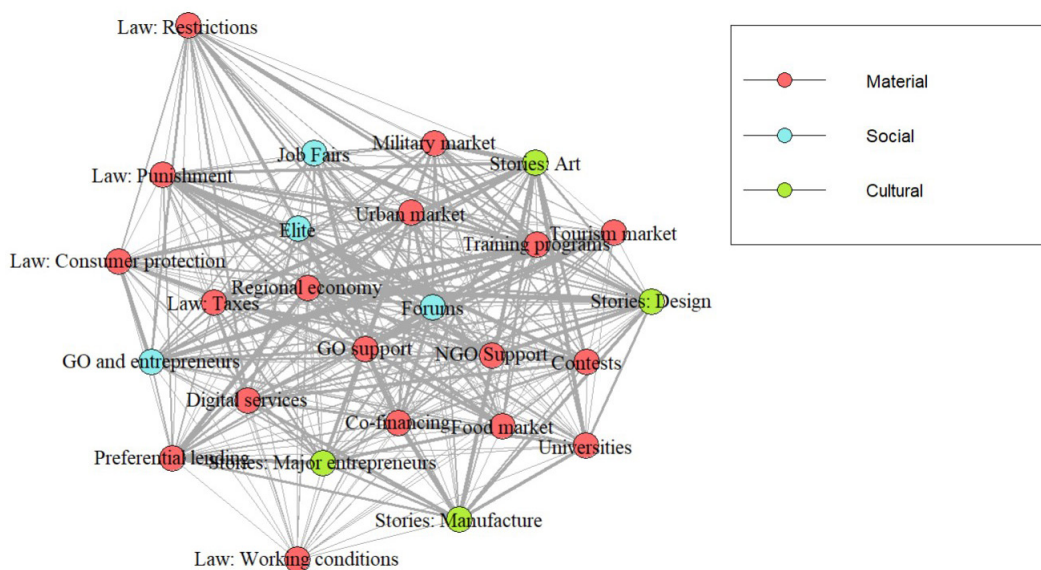 Law: Restrictions
Material
Military market
Social
Job Fairs
Stories: Art
Law: Punishment
Cultural
Urban market
Elite
Tourism market
Training programs
Law: Consumer protection
Regional economy
Law: Taxes
Stories: Design
Forums
GO support
NGO Support
GO and entrepreneurs
Contests
Digital services
Co-financing
Food market
Universities
Preferential lending
Stories: Major entrepreneurs
Stories: Manufacture
Law: Working conditions